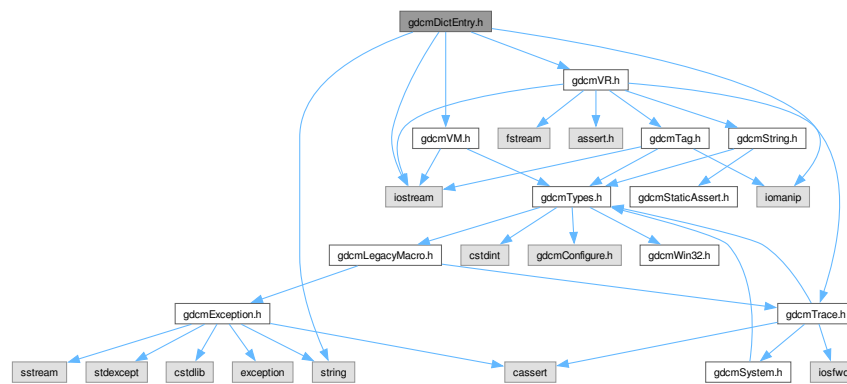 gdcmDictEntry.h
gdcmVR.h
gdcmVM.h
fstream
assert.h
gdcmTag.h
gdcmString.h
iostream
gdcmTypes.h
gdcmStaticAssert.h
iomanip
gdcmLegacyMacro.h
cstdint
gdcmConfigure.h
gdcmWin32.h
gdcmException.h
gdcmTrace.h
sstream
stdexcept
cstdlib
exception
string
cassert
gdcmSystem.h
iosfwd